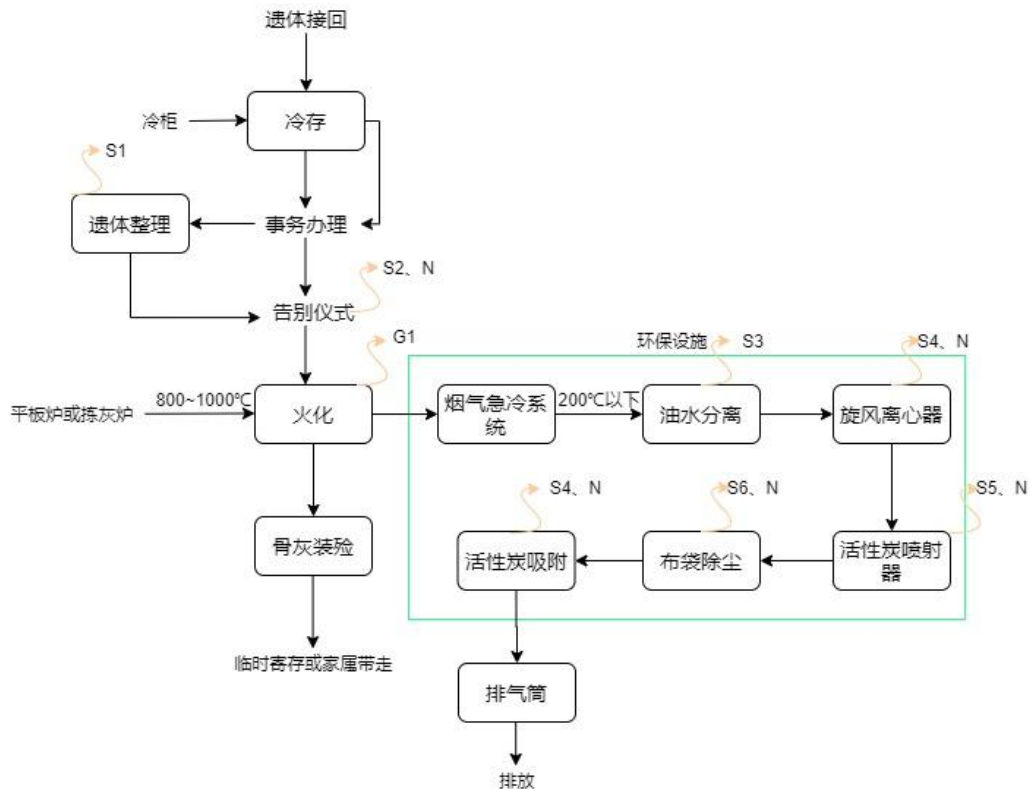 遗体接回
冷柜
冷存
S1
遗体整理
事务办理
S2、N
告别仪式
G1
环保设施
S3
S4、N
平板炉或拣灰炉
800~1000℃
火化
烟气急冷系
统
200℃以下
油水分离
旋风离心器
S4、N
S6、N
S5、N
骨灰装殓
活性炭吸附
布袋除尘
活性炭喷射
器
临时寄存或家属带走
排气筒
排放